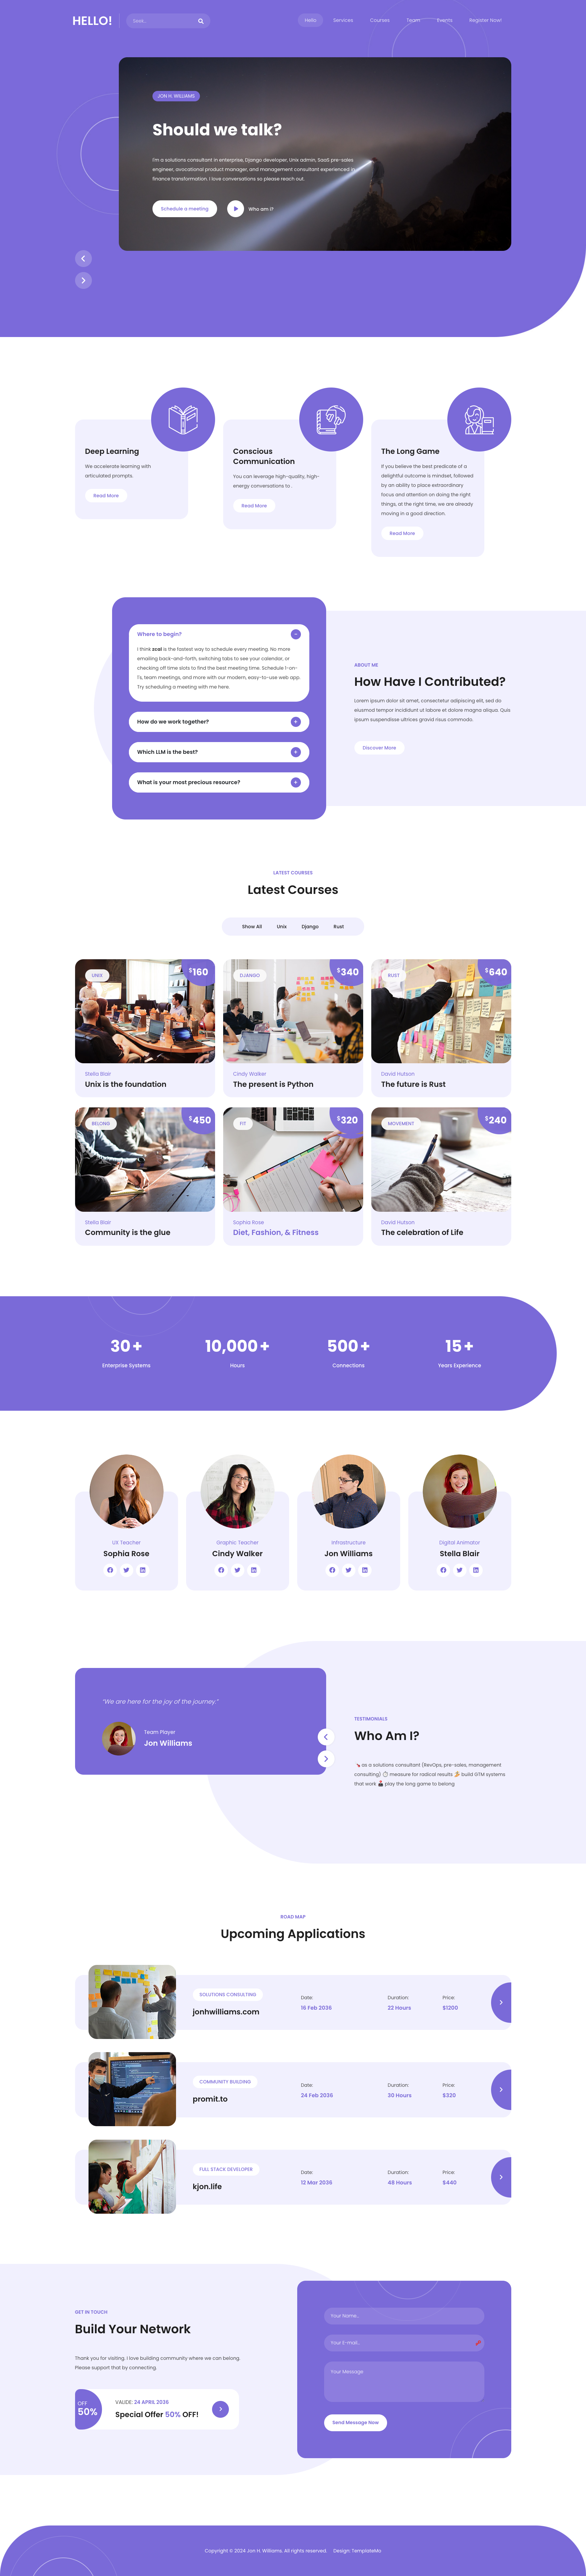 HELLO!
Hello
Services
Courses
Team
Events
Register Now!
JON H. WILLIAMS
Should we talk?
I'm a solutions consultant in enterprise, Django developer, Unix admin, SaaS pre-sales
engineer, avocational product manager, and management consultant experienced in
finance transformation. I love conversations so please reach out.
Schedule a meeting
Who am I?
Deep Learning
We accelerate learning with
articulated prompts.
Read More
Conscious
Communication
You can leverage high-quality, high-
energy conversations to .
Read More
The Long Game
If you believe the best predicate of a
delightful outcome is mindset, followed
by an ability to place extraordinary
focus and attention on doing the right
things, at the right time, we are already
moving in a good direction.
Read More
Where to begin?
I think zcal is the fastest way to schedule every meeting. No more
emailing back-and-forth, switching tabs to see your calendar, or
checking off time slots to find the best meeting time. Schedule 1-on-
1's, team meetings, and more with our modern, easy-to-use web app.
Try scheduling a meeting with me here.
How do we work together?
Which LLM is the best?
What is your most precious resource?
ABOUT ME
How Have I Contributed?
Lorem ipsum dolor sit amet, consectetur adipiscing elit, sed do
eiusmod tempor incididunt ut labore et dolore magna aliqua. Quis
ipsum suspendisse ultrices gravid risus commodo.
Discover More
LATEST COURSES
Latest Courses
Show All
Unix
Django
Rust
UNIX
$160
Stella Blair
Unix is the foundation
DJANGO
$340
Cindy Walker
The present is Python
RUST
$640
David Hutson
The future is Rust
BELONG
$450
Stella Blair
Community is the glue
FIT
$320
Sophia Rose
Diet, Fashion, & Fitness
MOVEMENT
$240
David Hutson
The celebration of Life
30+
Enterprise Systems
10,000+
Hours
500+
Connections
15+
Years Experience
UX Teacher
Sophia Rose
Graphic Teacher
Cindy Walker
Infrastructure
Jon Williams
Digital Animator
Stella Blair
"We are here for the joy of the journey."
Team Player
Jon Williams
TESTIMONIALS
Who Am I?
as a solutions consultant (RevOps, pre-sales, management
consulting) ⏱ measure for radical results 🏃 build GTM systems
that work 🕹 play the long game to belong
ROAD MAP
Upcoming Applications
SOLUTIONS CONSULTING
jonhwilliams.com
Date:
16 Feb 2036
Duration:
22 Hours
Price:
$1200
COMMUNITY BUILDING
promit.to
Date:
24 Feb 2036
Duration:
30 Hours
Price:
$320
FULL STACK DEVELOPER
kjon.life
Date:
12 Mar 2036
Duration:
48 Hours
Price:
$440
GET IN TOUCH
Build Your Network
Thank you for visiting. I love building community where we can belong.
Please support that by connecting.
OFF
50%
VALIDE: 24 APRIL 2036
Special Offer 50% OFF!
Your Name...
Your E-mail...
Your Message
Send Message Now
Copyright © 2024 Jon H. Williams. All rights reserved.
Design: TemplateMo